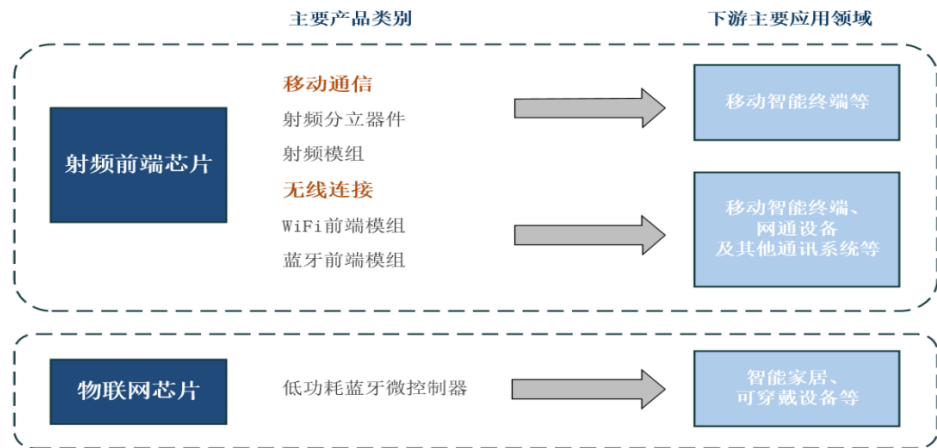 主要产品类别
下游主要应用领域
射频前端芯片
移动通信
射频分立器件
射频模组
移动智能终端等
无线连接
WiFi前端模组
蓝牙前端模组
移动智能终端、
网通设备
及其他通讯系统等
物联网芯片
低功耗蓝牙微控制器
智能家居、
可穿戴设备等